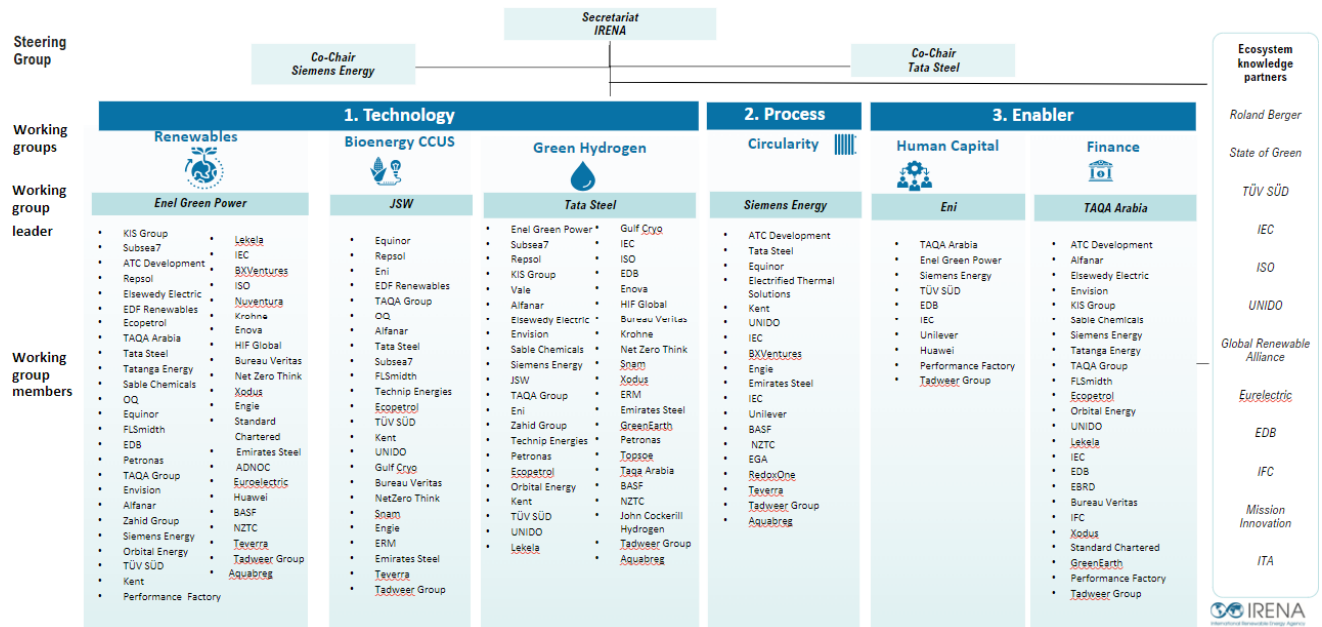 Steering
Group
Secretariat
IRENA
Co-Chair
Siemens Energy
Co-Chair
Tata Steel
Working
groups
1. Technology
2. Process
3. Enabler
Renewables
Bioenergy CCUS
Green Hydrogen
Circularity
Human Capital
Finance
Working
group
leader
Enel Green Power
JSW
Tata Steel
Siemens Energy
Eni
TAQA Arabia
Working
group
members
• KIS Group
• Subsea7
• ATC Development
• Repsol
• Elsewedy Electric
• EDF Renewables
• Ecopetrol
• TAQA Arabia
• Tata Steel
• Tatanga Energy
• Sable Chemicals
• OQ
• Equinor
• FLSmidth
• EDB
• Petronas
• TAQA Group
• Envision
• Alfanar
• Zahid Group
• Siemens Energy
• Orbital Energy
• TÜV SÜD
• Kent
• Performance Factory
• Lekela
• IEC
• BXVentures
• ISO
• Nuventura
• Krohne
• Enova
• HIF Global
• Bureau Veritas
• Net Zero Think
• Xodus
• Engie
• Standard
Chartered
• Emirates Steel
• ADNOC
• Euroelectric
• Huawei
• BASF
• NZTC
• Teverra
• Tadweer Group
• Aquabreg
• Equinor
• Repsol
• Eni
• EDF Renewables
• TAQA Group
• OQ
• Alfanar
• Tata Steel
• Subsea7
• FLSmidth
• Technip Energies
• Ecopetrol
• TÜV SÜD
• Kent
• UNIDO
• Gulf Cryo
• Bureau Veritas
• NetZero Think
• Snam
• Engie
• ERM
• Emirates Steel
• Teverra
• Tadweer Group
• Enel Green Power
• Subsea7
• Repsol
• KIS Group
• Vale
• Alfanar
• Elsewedy Electric
• Envision
• Sable Chemicals
• Siemens Energy
• JSW
• TAQA Group
• Eni
• Zahid Group
• Technip Energies
• Petronas
• Ecopetrol
• Orbital Energy
• Kent
• TÜV SÜD
• UNIDO
• Lekela
• Gulf Cryo
• IEC
• ISO
• EDB
• Enova
• HIF Global
• Bureau Veritas
• Krohne
• Net Zero Think
• Snam
• Xodus
• ERM
• Emirates Steel
• GreenEarth
• Petronas
• Topsoe
• Taqa Arabia
• BASF
• NZTC
• John Cockerill
Hydrogen
• Tadweer Group
• Aquabreg
• ATC Development
• Tata Steel
• Equinor
• Electrified Thermal
Solutions
• Kent
• UNIDO
• IEC
• BXVentures
• Engie
• Emirates Steel
• IEC
• Unilever
• BASF
• NZTC
• EGA
• RedoxOne
• Teverra
• Tadweer Group
• Aquabreg
• TAQA Arabia
• Enel Green Power
• Siemens Energy
• TÜV SÜD
• EDB
• IEC
• Unilever
• Huawei
• Performance Factory
• Tadweer Group
• ATC Development
• Alfanar
• Elsewedy Electric
• Envision
• KIS Group
• Sable Chemicals
• Siemens Energy
• Tatanga Energy
• TAQA Group
• FLSmidth
• Ecopetrol
• Orbital Energy
• UNIDO
• Lekela
• IEC
• EDB
• EBRD
• Bureau Veritas
• IFC
• Xodus
• Standard Chartered
• GreenEarth
• Performance Factory
• Tadweer Group
Ecosystem
knowledge
partners
Roland Berger
State of Green
TÜV SÜD
IEC
ISO
UNIDO
Global Renewable
Alliance
Eurelectric
EDB
IFC
Mission
Innovation
ITA
IRENA
International Renewable Energy Agency